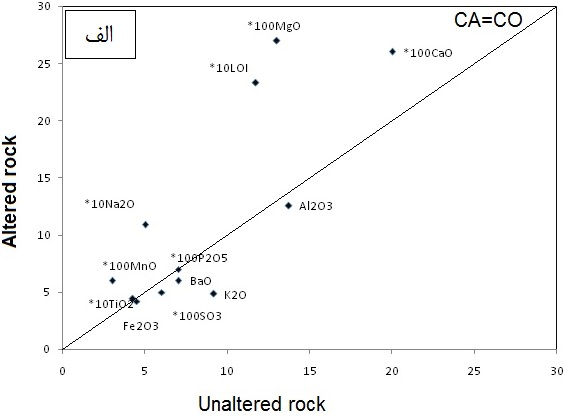 30
CA=CO
الف
*100MgO
*100CaO
25
*10LOI
20
Altered rock
15
Al2O3
*10Na2O
10
*100P2O5
*100MnO
BaO
K2O
5
*10TiO2
*100SO3
Fe2O3
0
0 5 10 15 20 25 30
Unaltered rock